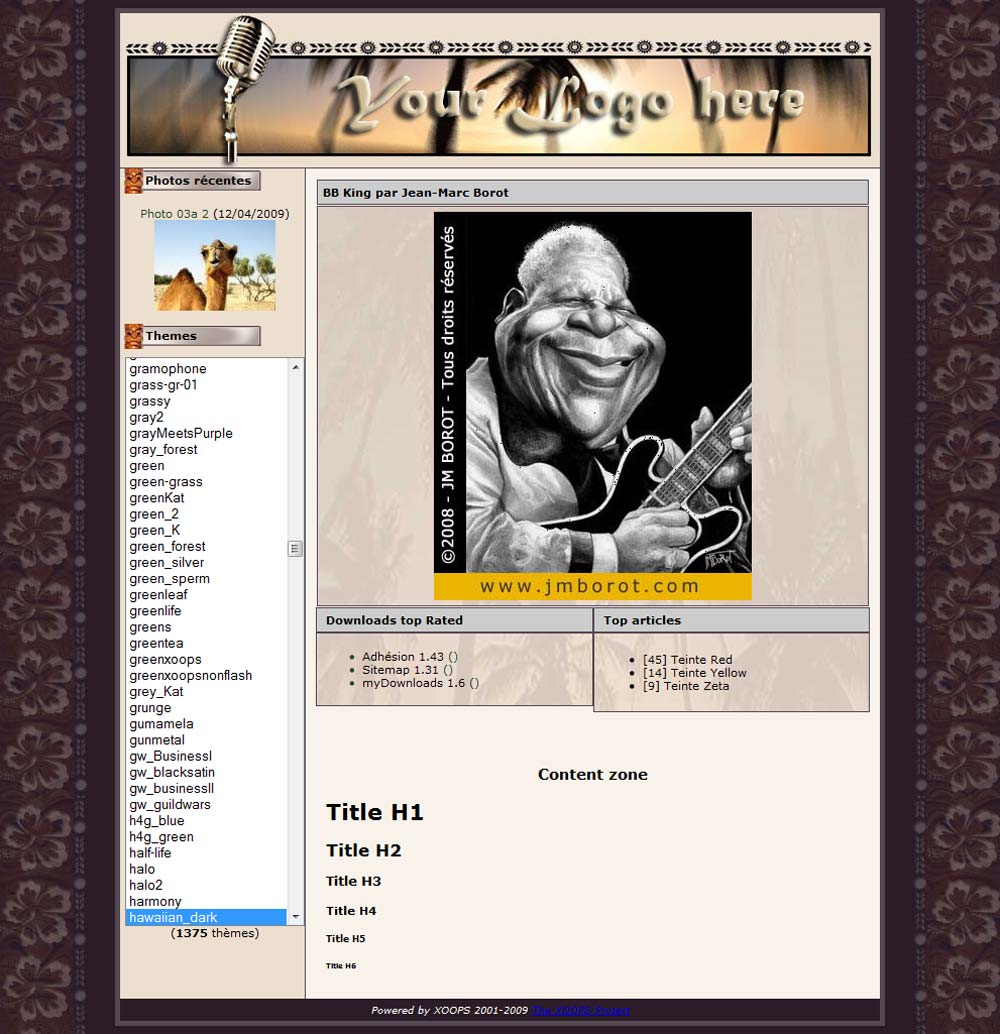 Your Logo here
Photos récentes
Photo 03a 2 (12/04/2009)
Themes
gramophone
grass-gr-01
grassy
gray2
grayMeetsPurple
gray_forest
green
green-grass
greenKat
green_2
green_K
green_forest
green_silver
green_sperm
greenleaf
greenlife
greens
greentea
greenxoops
greenxoopsnonflash
grey_Kat
grunge
gumamela
gunmetal
gw_Businessl
gw_blacksatin
gw_businessll
gw_guildwars
h4g_blue
h4g_green
half-life
halo
halo2
harmony
hawaiian_dark
(1375 thèmes)
BB King par Jean-Marc Borot
©2008 - JM BOROT - Tous droits réservés
JMBOROT
www.jmborot.com
Downloads top Rated
Adhésion 1.43 ()
Sitemap 1.31 ()
myDownloads 1.6 ()
Top articles
[45] Teinte Red
[14] Teinte Yellow
[9] Teinte Zeta
Content zone
Title H1
Title H2
Title H3
Title H4
Title H5
Title H6
Powered by XOOPS 2001-2009 The XOOPS Project